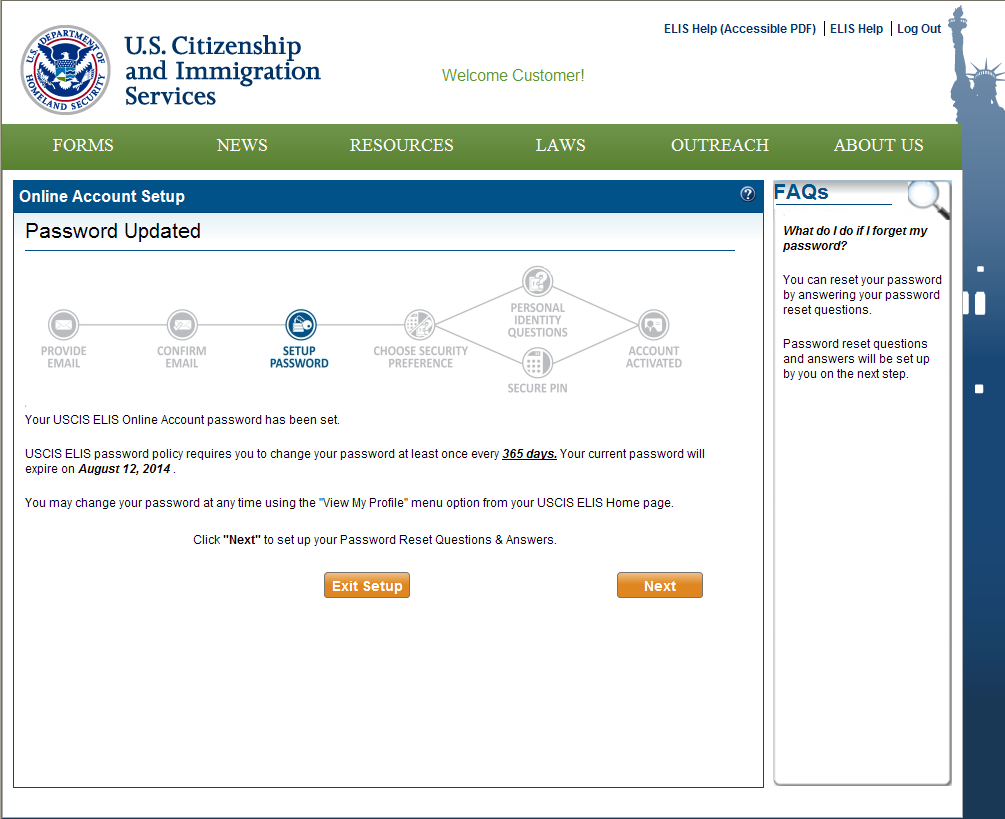 U.S. DEPARTMENT OF HOMELAND SECURITY
U.S. Citizenship
and Immigration
Services
Welcome Customer!
ELIS Help (Accessible PDF) | ELIS Help | Log Out
FORMS NEWS RESOURCES LAWS OUTREACH ABOUT US
Online Account Setup
?
Password Updated
PROVIDE
EMAIL
CONFIRM
EMAIL
SETUP
PASSWORD
CHOOSE SECURITY
PREFERENCE
PERSONAL
IDENTITY
QUESTIONS
SECURE PIN
ACCOUNT
ACTIVATED
Your USCIS ELIS Online Account password has been set.
USCIS ELIS password policy requires you to change your password at least once every 365 days. Your current password will
expire on August 12, 2014 .
You may change your password at any time using the "View My Profile" menu option from your USCIS ELIS Home page.
Click "Next" to set up your Password Reset Questions & Answers.
Exit Setup
Next
FAQs
What do I do if I forget my
password?
You can reset your password
by answering your password
reset questions.
Password reset questions
and answers will be set up
by you on the next step.